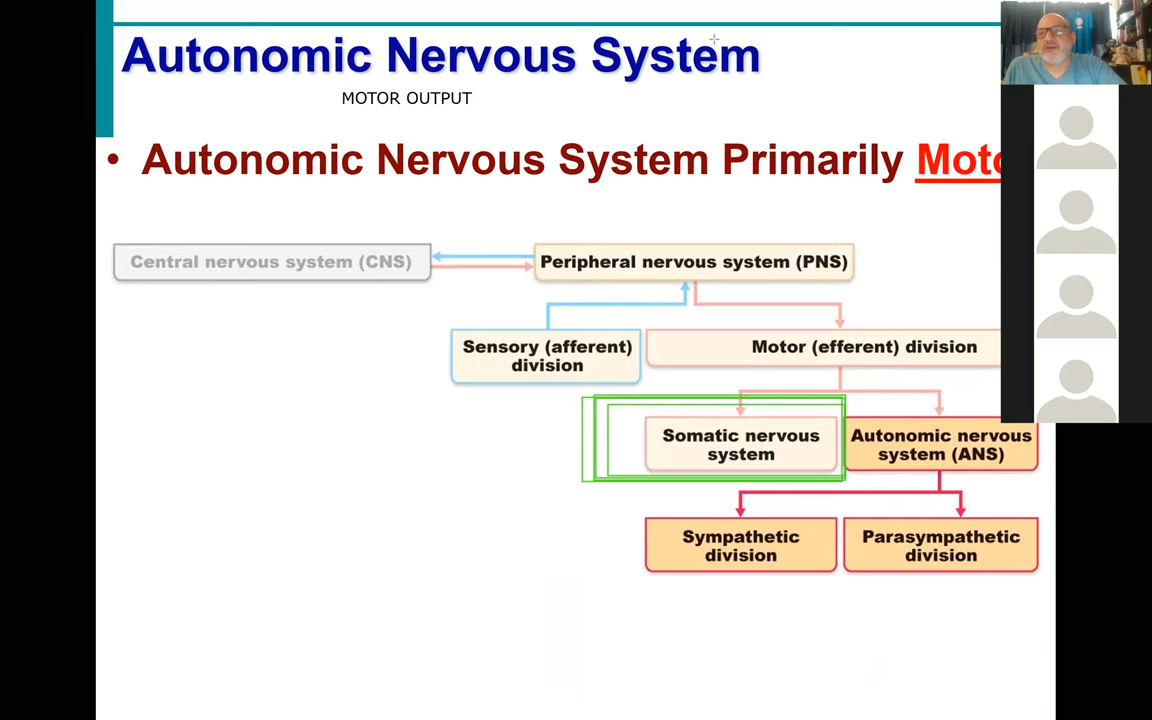 Autonomic Nervous System
MOTOR OUTPUT
• Autonomic Nervous System Primarily
Central nervous system (CNS)
Peripheral nervous system (PNS)
Sensory (afferent)
division
Motor (efferent) division
Somatic nervous
system
Autonomic nervous
system (ANS)
Sympathetic
division
Parasympathetic
division